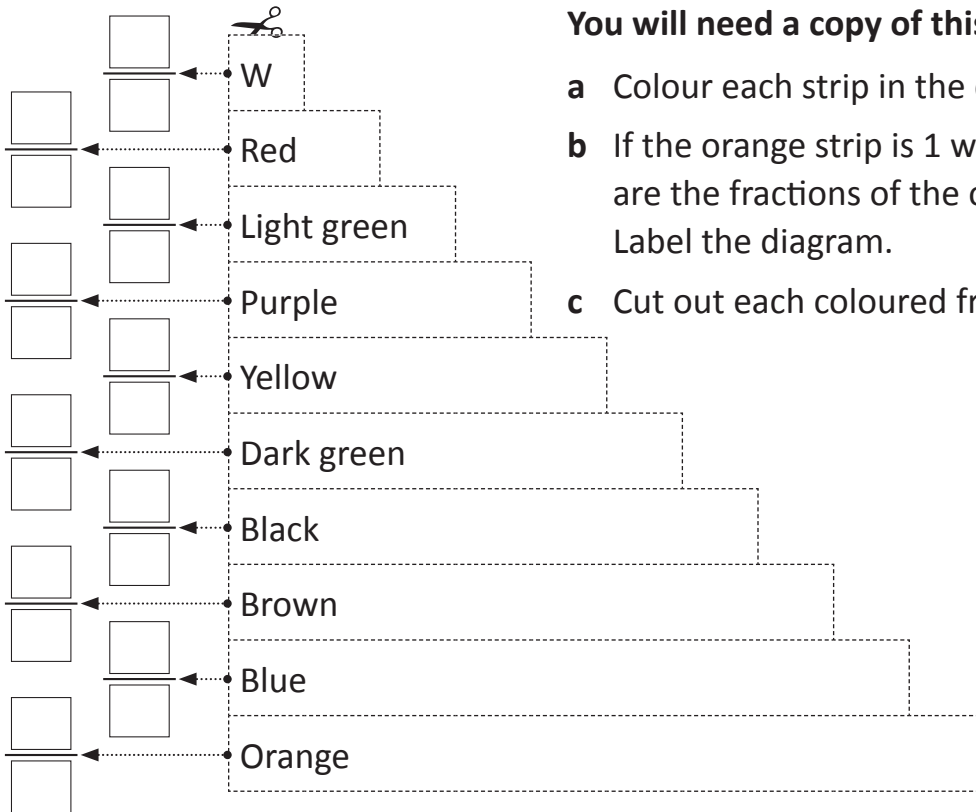 You will need a copy of this
a Colour each strip in the
b If the orange strip is 1
are the fractions of the
Label the diagram.
c Cut out each coloured
W
Red
Light green
Purple
Yellow
Dark green
Black
Brown
Blue
Orange